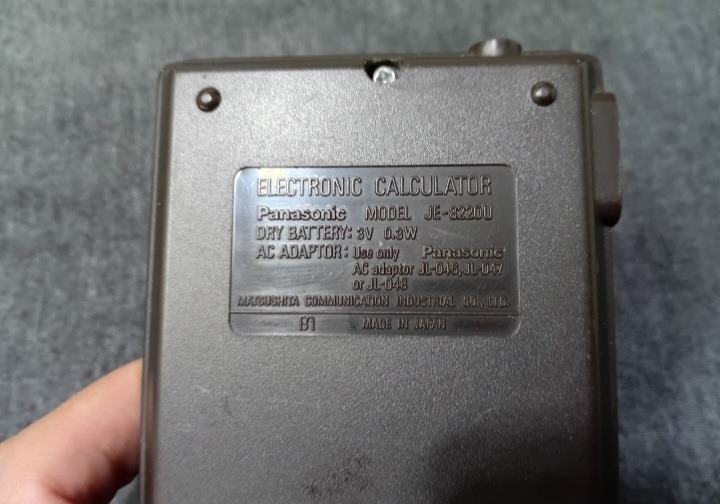 ELECTRONIC CALCULATOR
Panasonic MODEL JE-8220U
DRY BATTERY: 3V 0.3W
AC ADAPTOR: Use only Panasonic
AC adaptor JL-046, JL-047
or JL-048
MATSUSHITA COMMUNICATION INDUSTRIAL CO., LTD.
MADE IN JAPAN